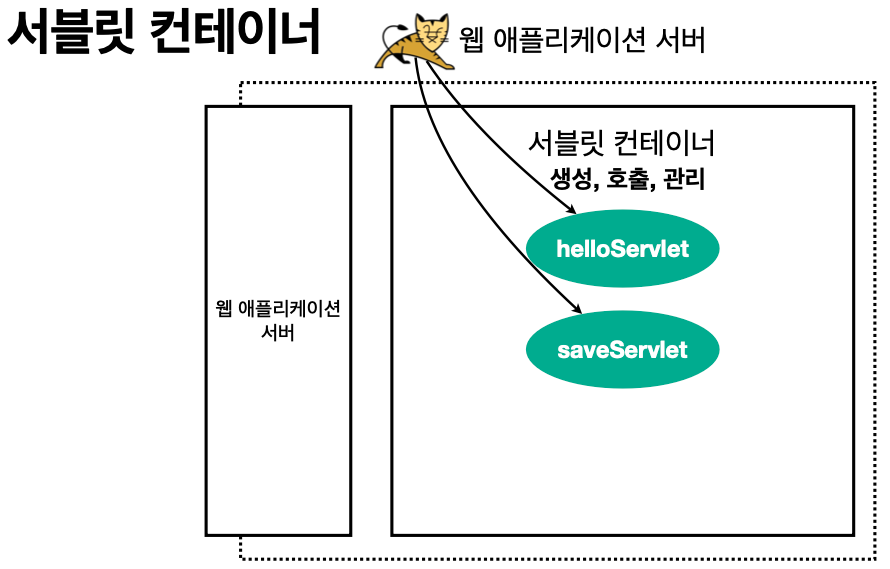 서블릿 컨테이너
웹 애플리케이션 서버
서블릿 컨테이너
생성, 호출, 관리
helloServlet
웹 애플리케이션
서버
saveServlet